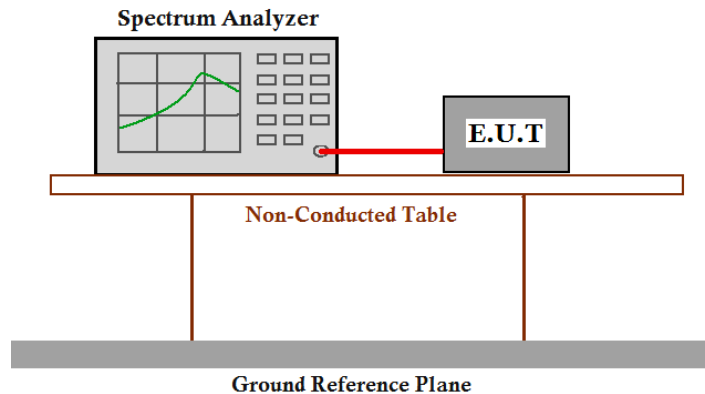 Spectrum Analyzer
E.U.T
Non-Conducted Table
Ground Reference Plane